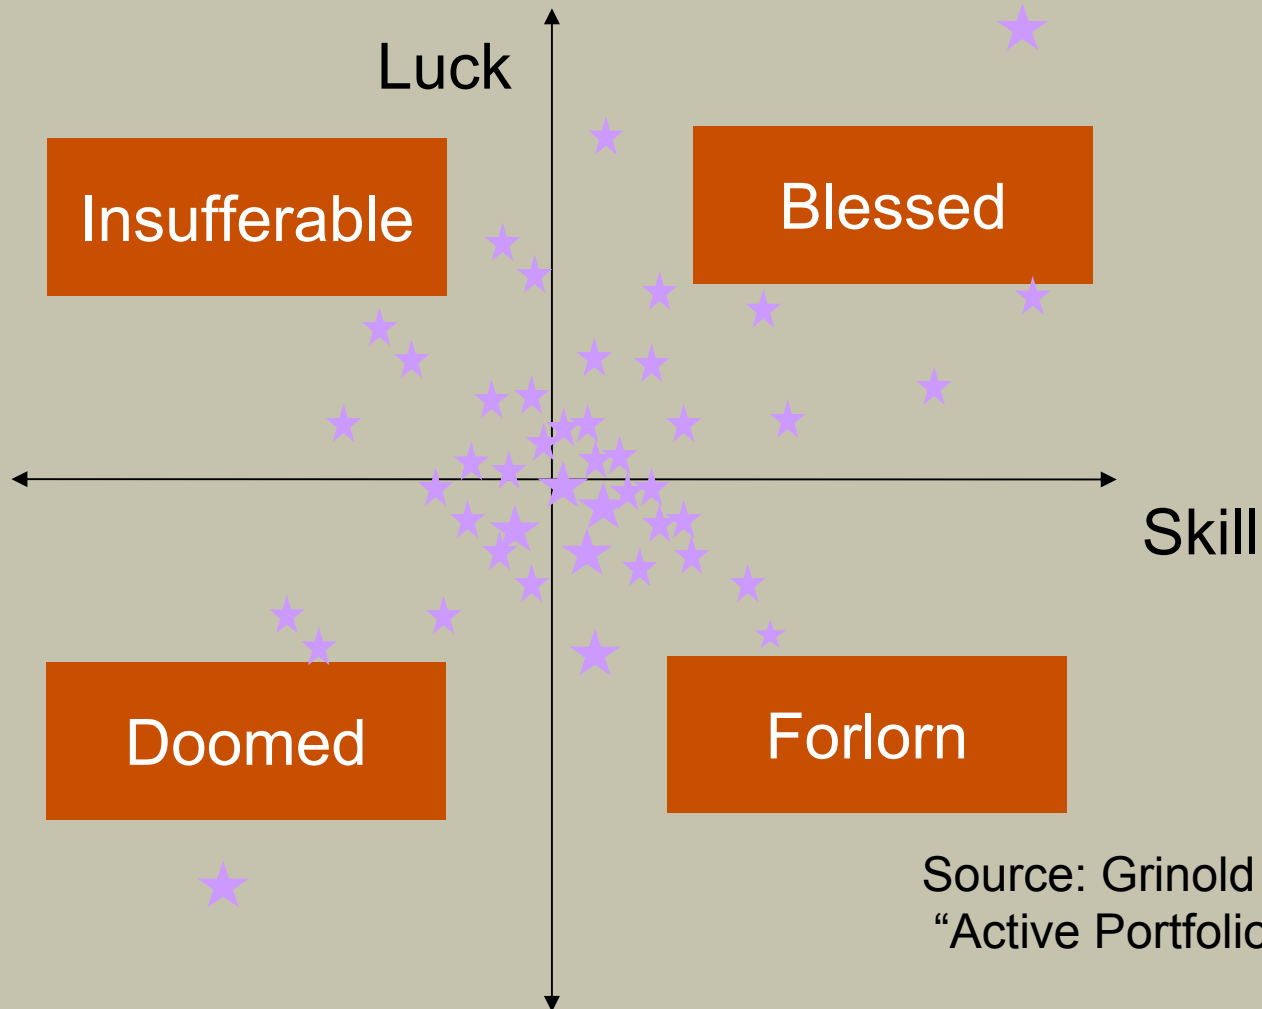 Luck
Insufferable
Blessed
Skill
Doomed
Forlorn
Source: Grinold
“Active Portfolio